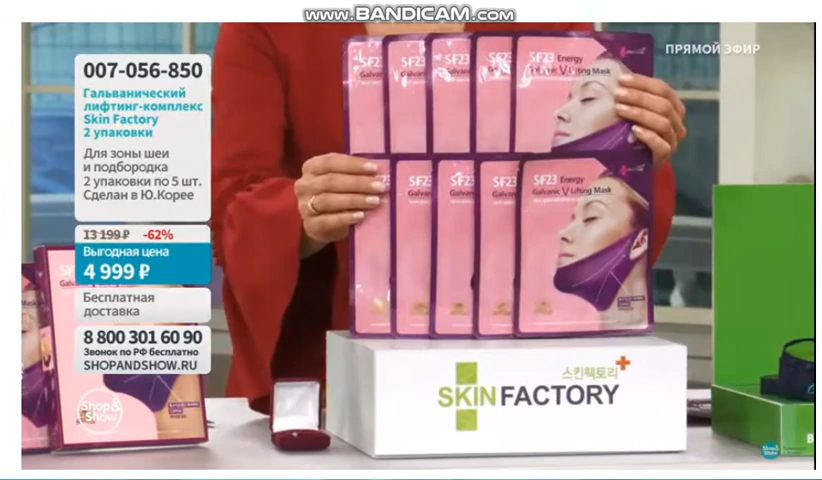 www.BANDICAM.com
ПРЯМОЙ ЭФИР
007-056-850
Гальванический
лифтинг-комплекс
Skin Factory
2 упаковки
Для зоны шеи
и подбородка
2 упаковки по 5 шт.
Сделан в Ю.Корее
13 199 ₽ -62%
Выгодная цена
4 999 ₽
Бесплатная
доставка
8 800 301 60 90
Звонок по РФ бесплатно
SHOPANDSHOW.RU
Shop&
Show
SF23 Energy
Galvanic V Lifting Mask
SF23 Energy
Galvanic V Lifting Mask
스킨팩토리
SKIN FACTORY